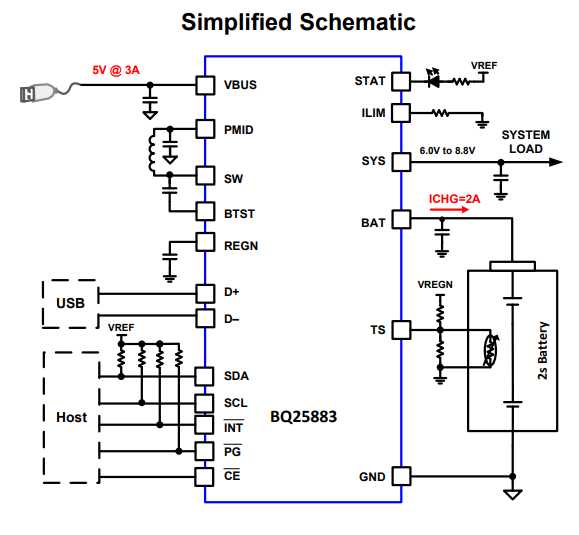 Simplified Schematic
5V @ 3A
VBUS
PMID
SW
BTST
REGN
USB
D+
D–
VREF
Host
SDA
SCL
INT
PG
CE
BQ25883
STAT
VREF
ILIM
SYS
6.0V to 8.8V
SYSTEM
LOAD
ICHG=2A
BAT
VREGN
TS
2s Battery
GND